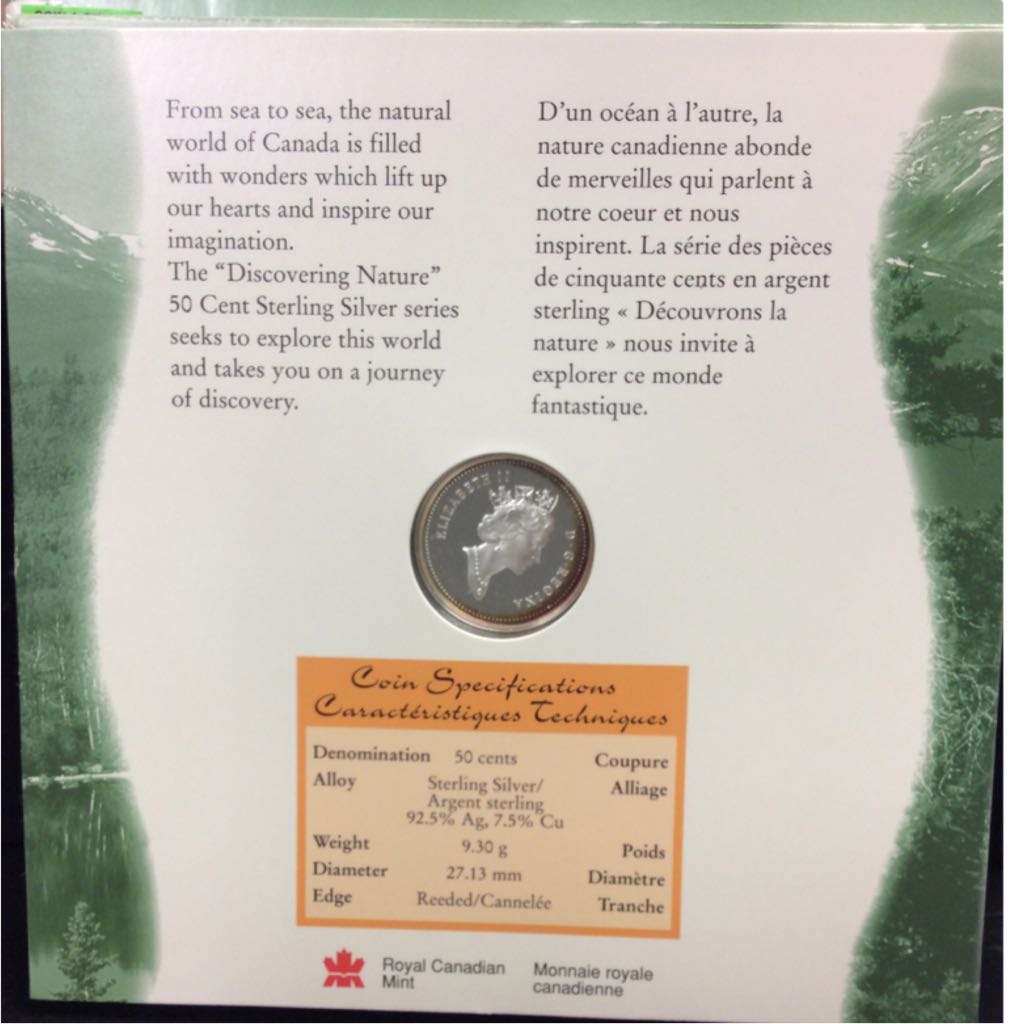 From sea to sea, the natural
world of Canada is filled
with wonders which lift up
our hearts and inspire our
imagination.
The “Discovering Nature”
50 Cent Sterling Silver series
seeks to explore this world
and takes you on a journey
of discovery.
D’un océan à l’autre, la
nature canadienne abonde
de merveilles qui parlent à
notre coeur et nous
inspirent. La série des pièces
de cinquante cents en argent
sterling « Découvrons la
nature » nous invite à
explorer ce monde
fantastique.
ELIZABETH II
D·G·REGINA
Coin Specifications
Caractéristiques Techniques
Denomination 50 cents Coupure
Alloy Sterling Silver/ Alliage
Argent sterling
92.5% Ag, 7.5% Cu
Weight 9.30 g Poids
Diameter 27.13 mm Diamètre
Edge Reeded/Cannelée Tranche
Royal Canadian
Mint
Monnaie royale
canadienne